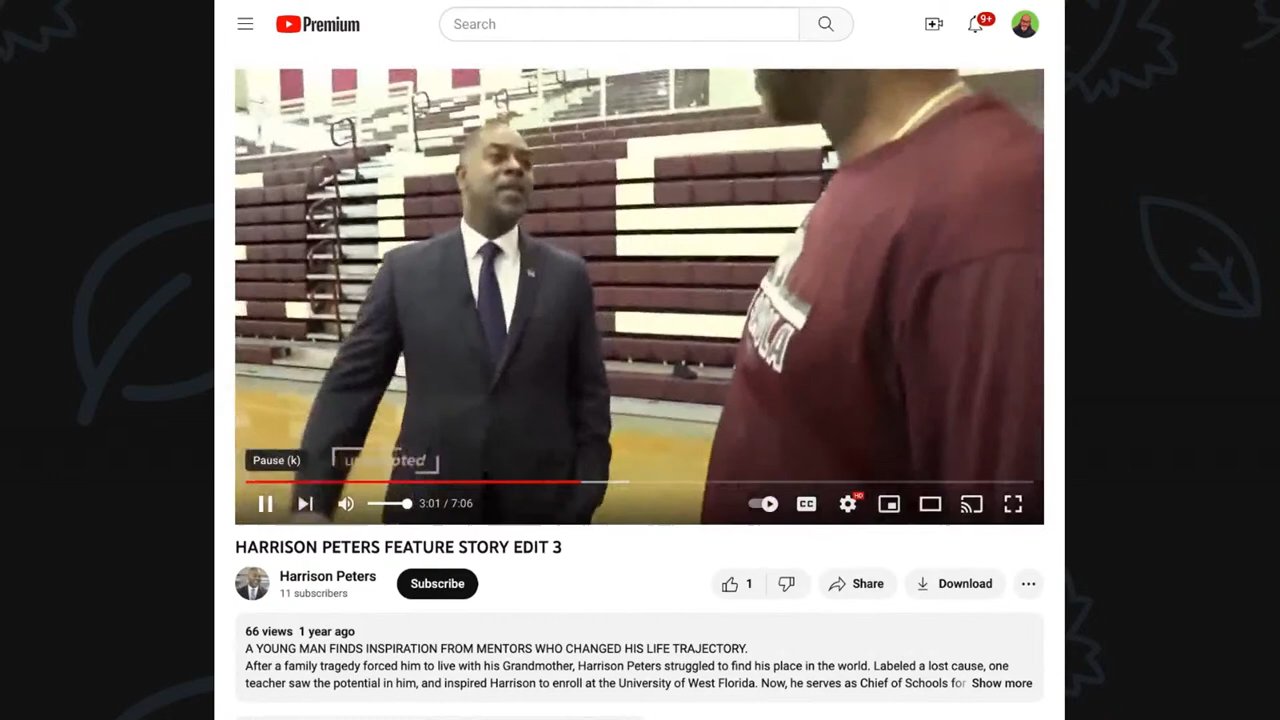 Premium
Search
9+
Pause (k)
3:01 / 7:06
CC
HD
HARRISON PETERS FEATURE STORY EDIT 3
Harrison Peters
11 subscribers
Subscribe
1
Share
Download
66 views 1 year ago
A YOUNG MAN FINDS INSPIRATION FROM MENTORS WHO CHANGED HIS LIFE TRAJECTORY.
After a family tragedy forced him to live with his Grandmother, Harrison Peters struggled to find his place in the world. Labeled a lost cause, one
teacher saw the potential in him, and inspired Harrison to enroll at the University of West Florida. Now, he serves as Chief of Schools for Show more